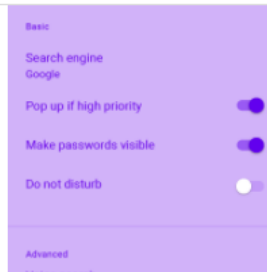 Basic
Search engine
Google
Pop up if high priority
Make passwords visible
Do not disturb
Advanced